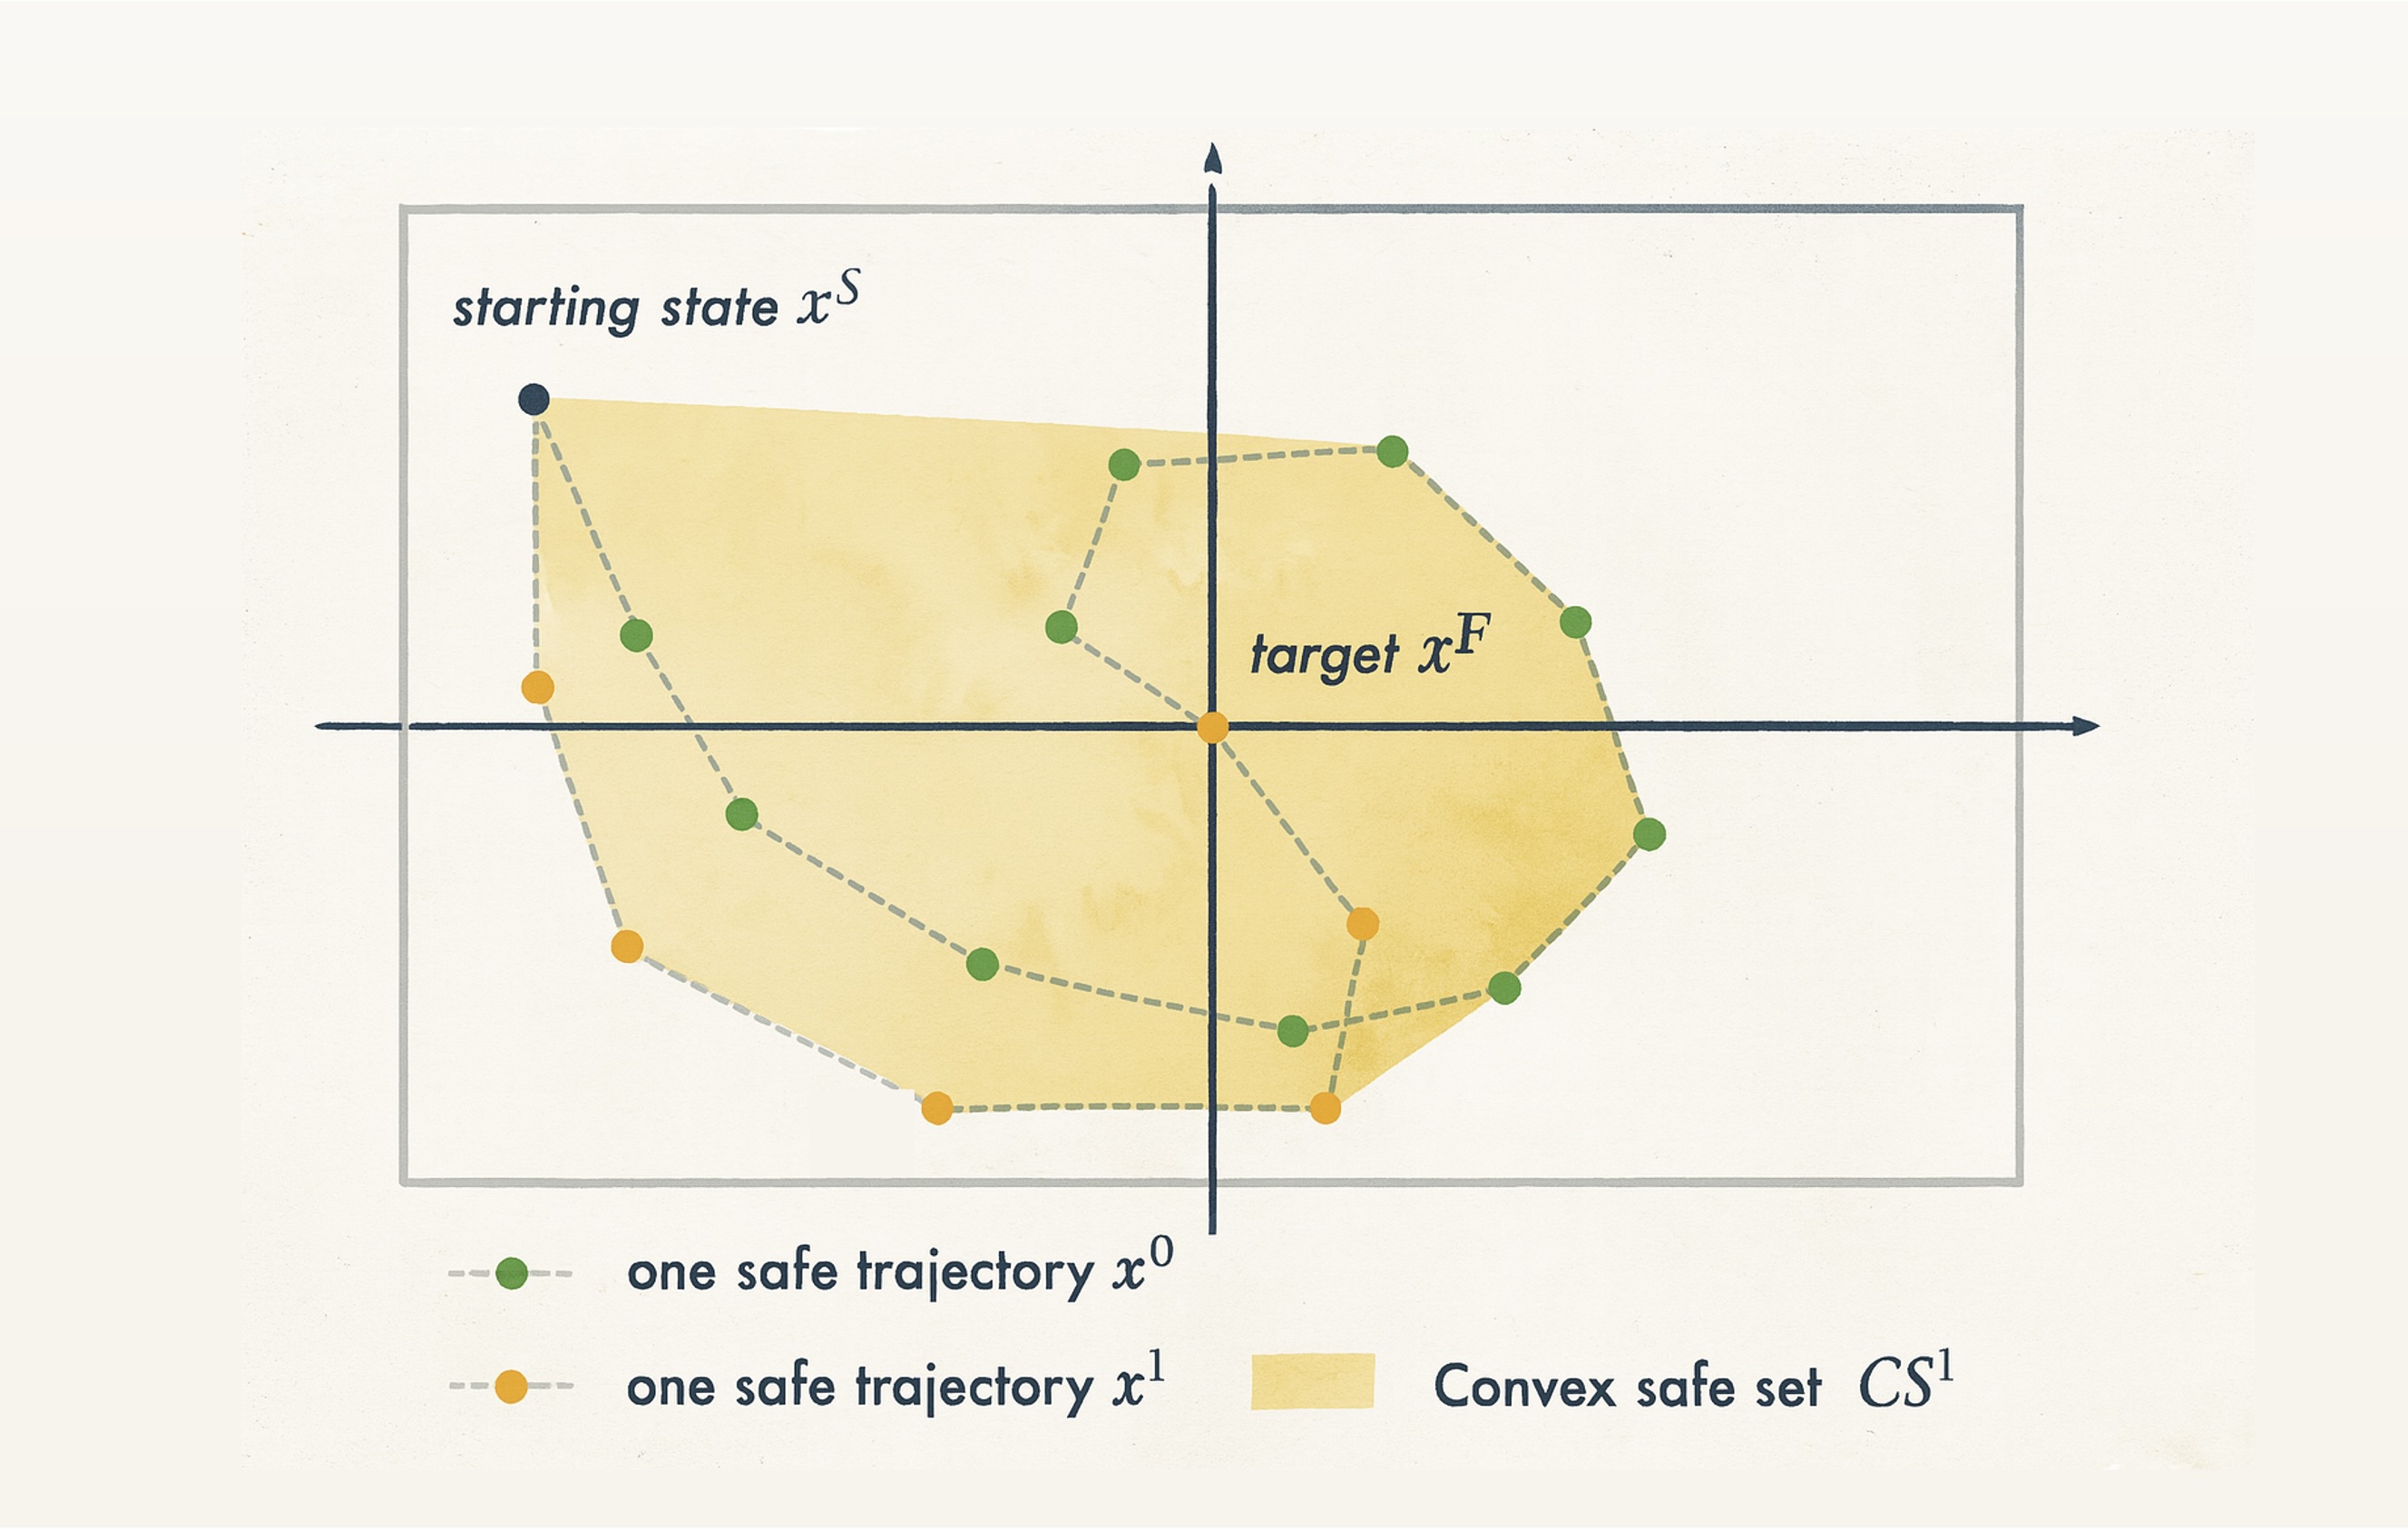 starting state x^S
target x^F
one safe trajectory x^0
one safe trajectory x^1
Convex safe set CS^1